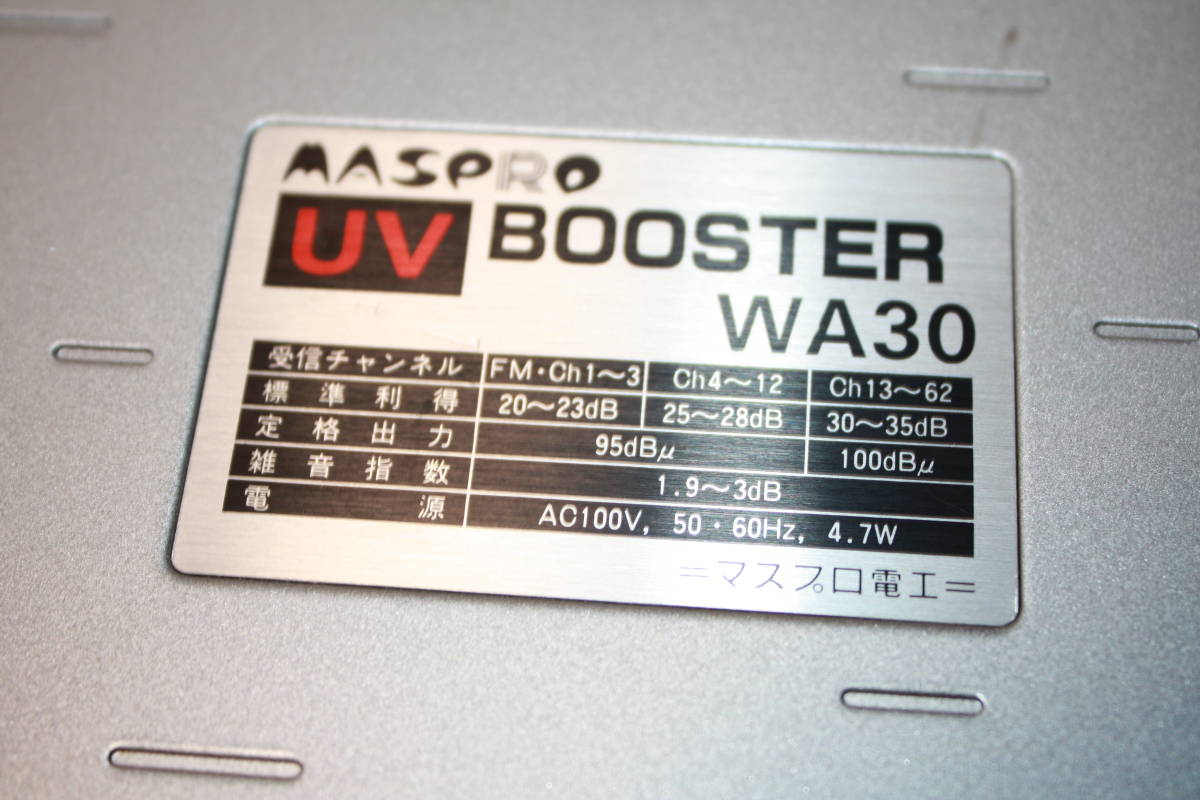 MASPRO
UV BOOSTER
WA30
受信チャンネル FM・Ch1〜3 Ch4〜12 Ch13〜62
標準利得 20〜23dB 25〜28dB 30〜35dB
定格出力 95dBμ 100dBμ
雑音指数 1.9〜3dB
電源 AC100V, 50・60Hz, 4.7W
=マスプロ電工=